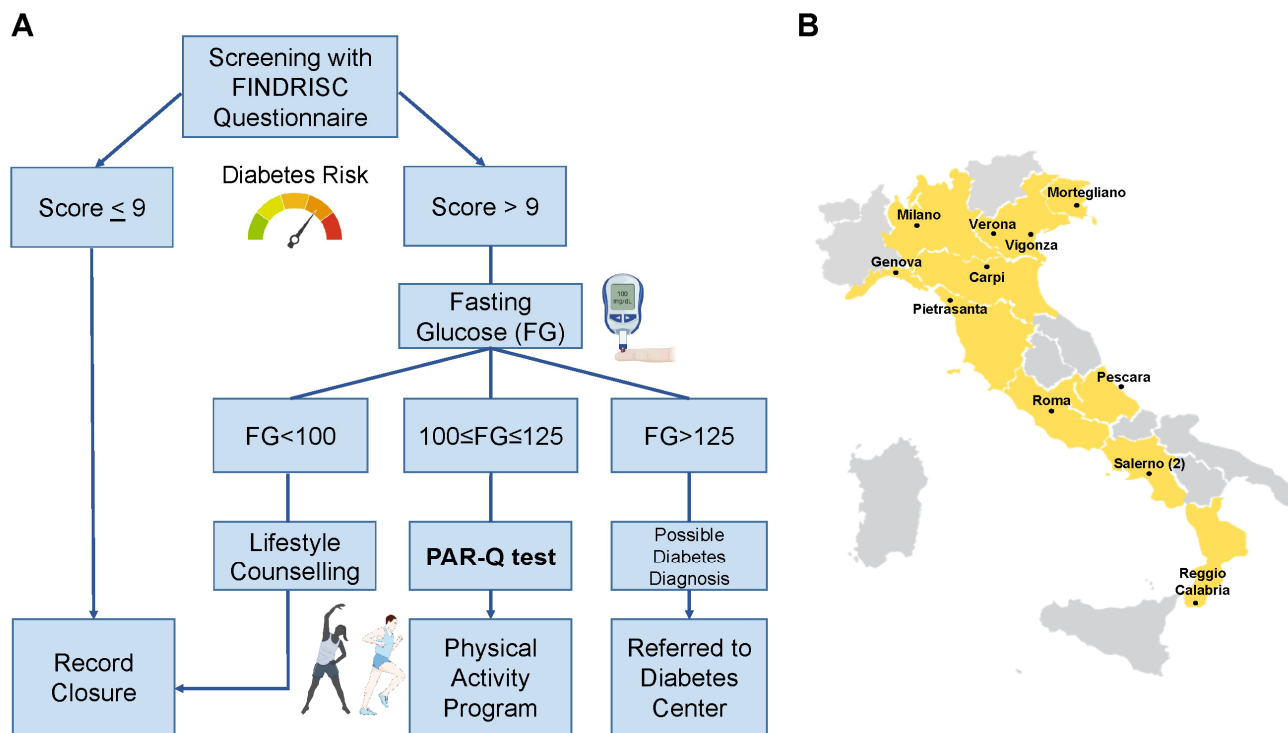 A
Screening with
FINDRISC
Questionnaire
Diabetes Risk
Score ≤ 9
Score > 9
Fasting
Glucose (FG)
100
mg/dL
FG<100
100≤FG≤125
FG>125
Lifestyle
Counselling
PAR-Q test
Possible
Diabetes
Diagnosis
Record
Closure
Physical
Activity
Program
Referred to
Diabetes
Center
B
Mortegliano
Milano
Verona
Vigonza
Genova
Carpi
Pietrasanta
Pescara
Roma
Salerno (2)
Reggio
Calabria